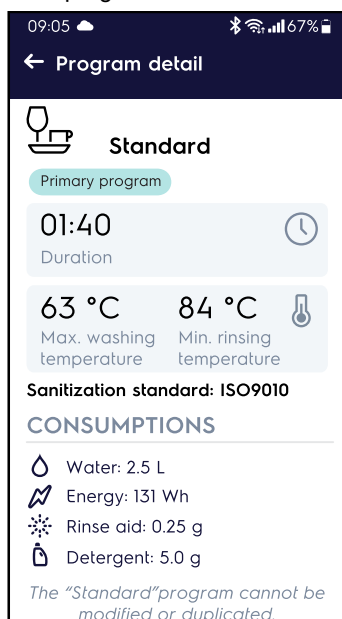 09:05 67%
← Program detail
Standard
Primary program
01:40
Duration
63 °C 84 °C
Max. washing Min. rinsing
temperature temperature
Sanitization standard: ISO9010
CONSUMPTIONS
Water: 2.5 L
Energy: 131 Wh
Rinse aid: 0.25 g
Detergent: 5.0 g
The “Standard”program cannot be
modified or duplicated.